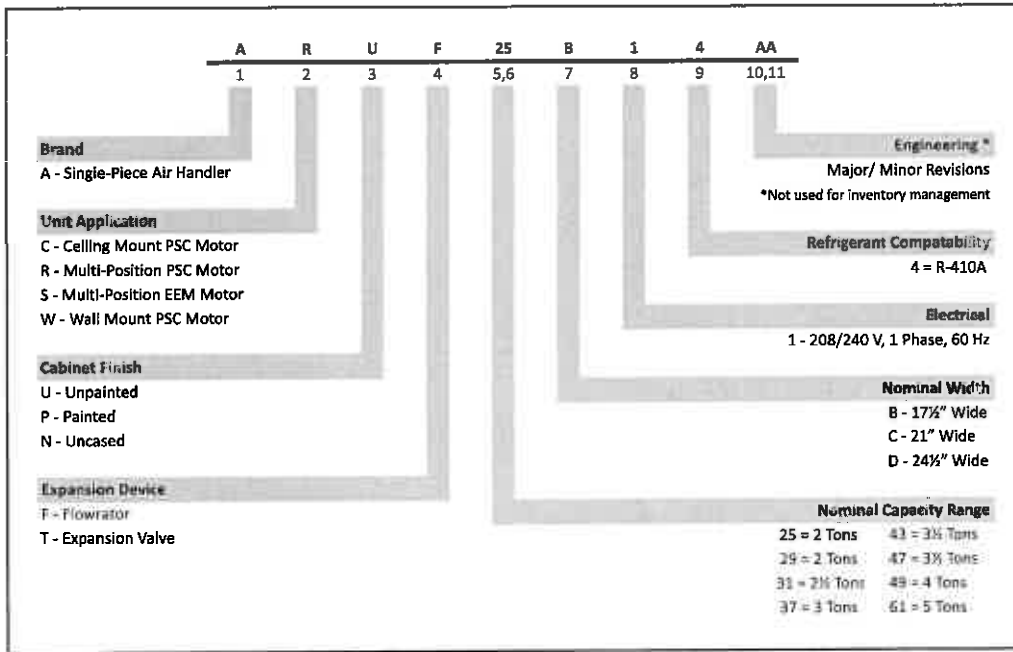 A R U F 25 B 1 4 AA
1 2 3 4 5,6 7 8 9 10,11
Brand
A - Single-Piece Air Handler
Unit Application
C - Ceiling Mount PSC Motor
R - Multi-Position PSC Motor
S - Multi-Position EEM Motor
W - Wall Mount PSC Motor
Cabinet Finish
U - Unpainted
P - Painted
N - Uncased
Expansion Device
F - Flowrator
T - Expansion Valve
Engineering *
Major/ Minor Revisions
*Not used for inventory management
Refrigerant Compatability
4 = R-410A
Electrical
1 - 208/240 V, 1 Phase, 60 Hz
Nominal Width
B - 17½" Wide
C - 21" Wide
D - 24½" Wide
Nominal Capacity Range
25 = 2 Tons 43 = 3½ Tons
29 = 2 Tons 47 = 3½ Tons
31 = 2½ Tons 49 = 4 Tons
37 = 3 Tons 61 = 5 Tons